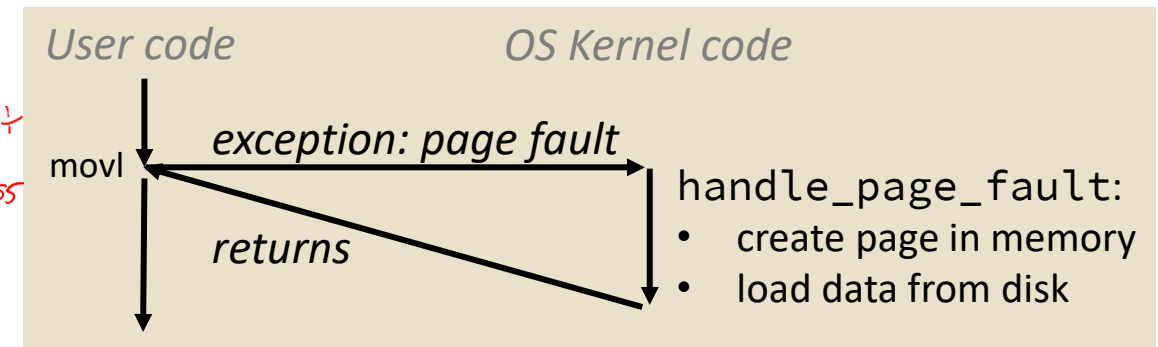 User code
OS Kernel code
exception: page fault
movl
handle_page_fault:
• create page in memory
returns
• load data from disk